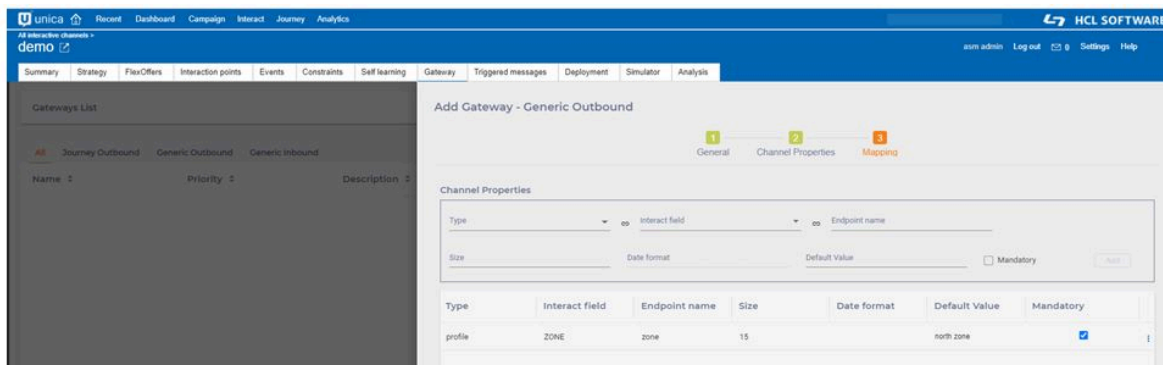 unica Recent Dashboard Campaign Interact Journey Analytics HCL SOFTWARE
All interactive channels >
demo asm admin Log out 0 Settings Help
Summary Strategy FlexOffers Interaction points Events Constraints Self learning Gateway Triggered messages Deployment Simulator Analysis
Gateways List
All Journey Outbound Generic Outbound Generic Inbound
Name Priority Description
Add Gateway - Generic Outbound
1 2 3
General Channel Properties Mapping
Channel Properties
Type Interact field Endpoint name
Size Date format Default Value Mandatory Add
Type Interact field Endpoint name Size Date format Default Value Mandatory
profile ZONE zone 15 north zone